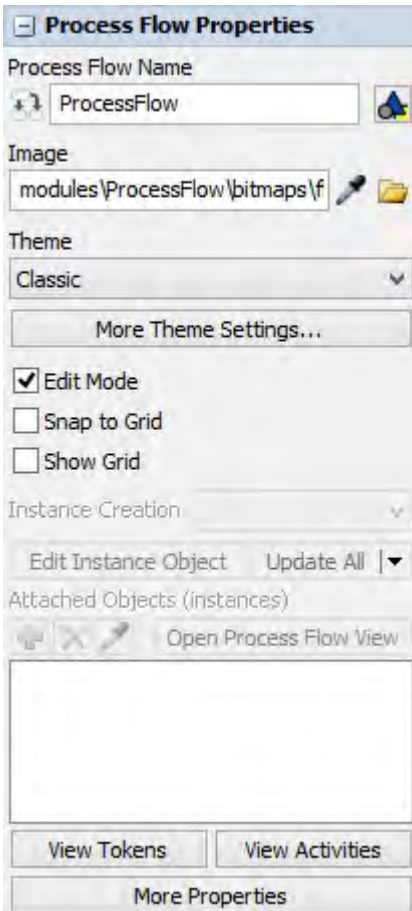 Process Flow Properties
Process Flow Name
ProcessFlow
Image
modules\ProcessFlow\bitmaps\f
Theme
Classic
More Theme Settings...
Edit Mode
Snap to Grid
Show Grid
Instance Creation
Edit Instance Object Update All
Attached Objects (instances)
Open Process Flow View
View Tokens View Activities
More Properties